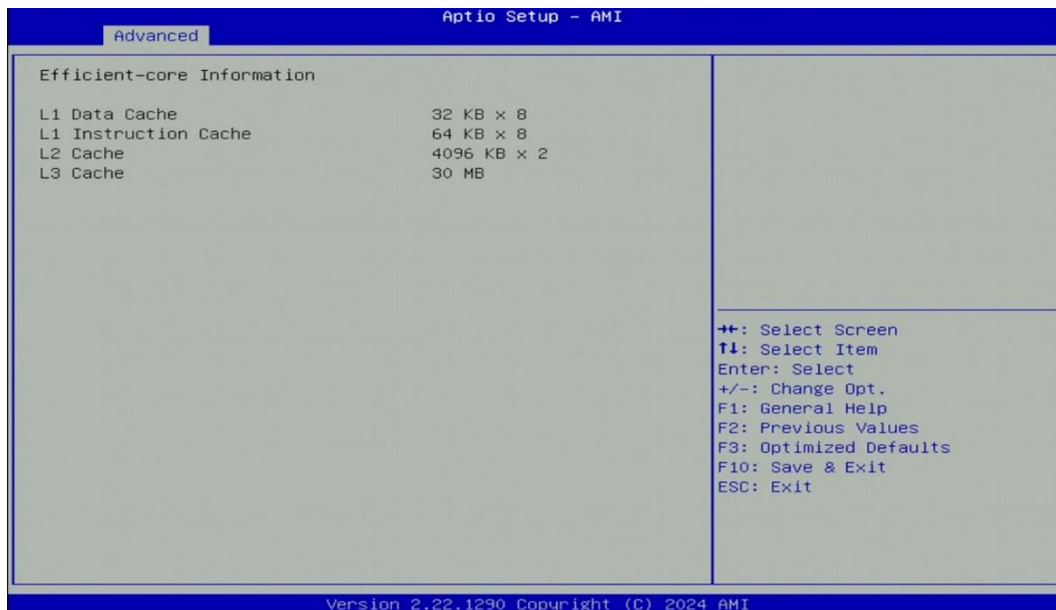 Aptio Setup - AMI
Advanced
Efficient-core Information
L1 Data Cache 32 KB x 8
L1 Instruction Cache 64 KB x 8
L2 Cache 4096 KB x 2
L3 Cache 30 MB
→←: Select Screen
↑↓: Select Item
Enter: Select
+/-: Change Opt.
F1: General Help
F2: Previous Values
F3: Optimized Defaults
F10: Save & Exit
ESC: Exit
Version 2.22.1290 Copyright (C) 2024 AMI